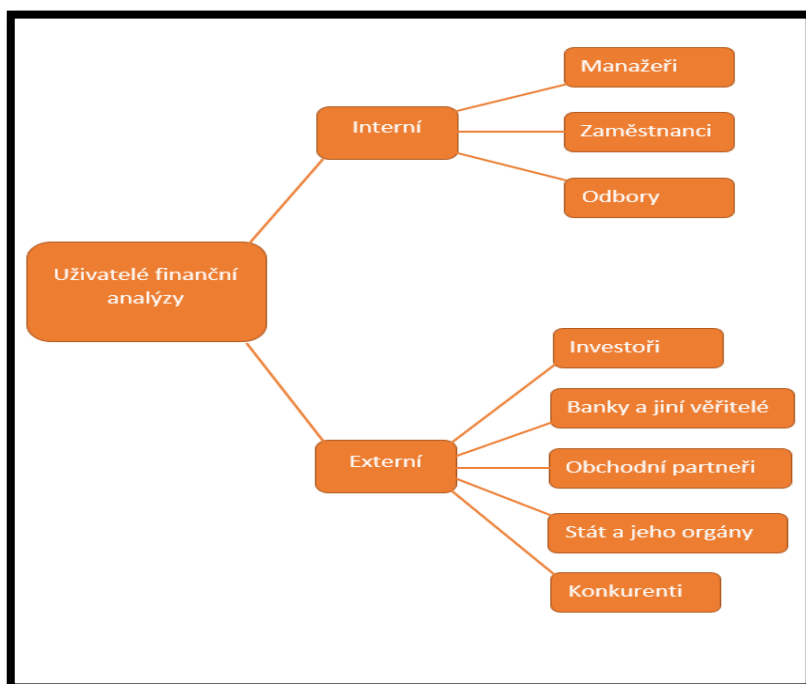 Uživatelé finanční
analýzy
Interní
Manažeři
Zaměstnanci
Odbory
Externí
Investoři
Banky a jiní věřitelé
Obchodní partneři
Stát a jeho orgány
Konkurenti